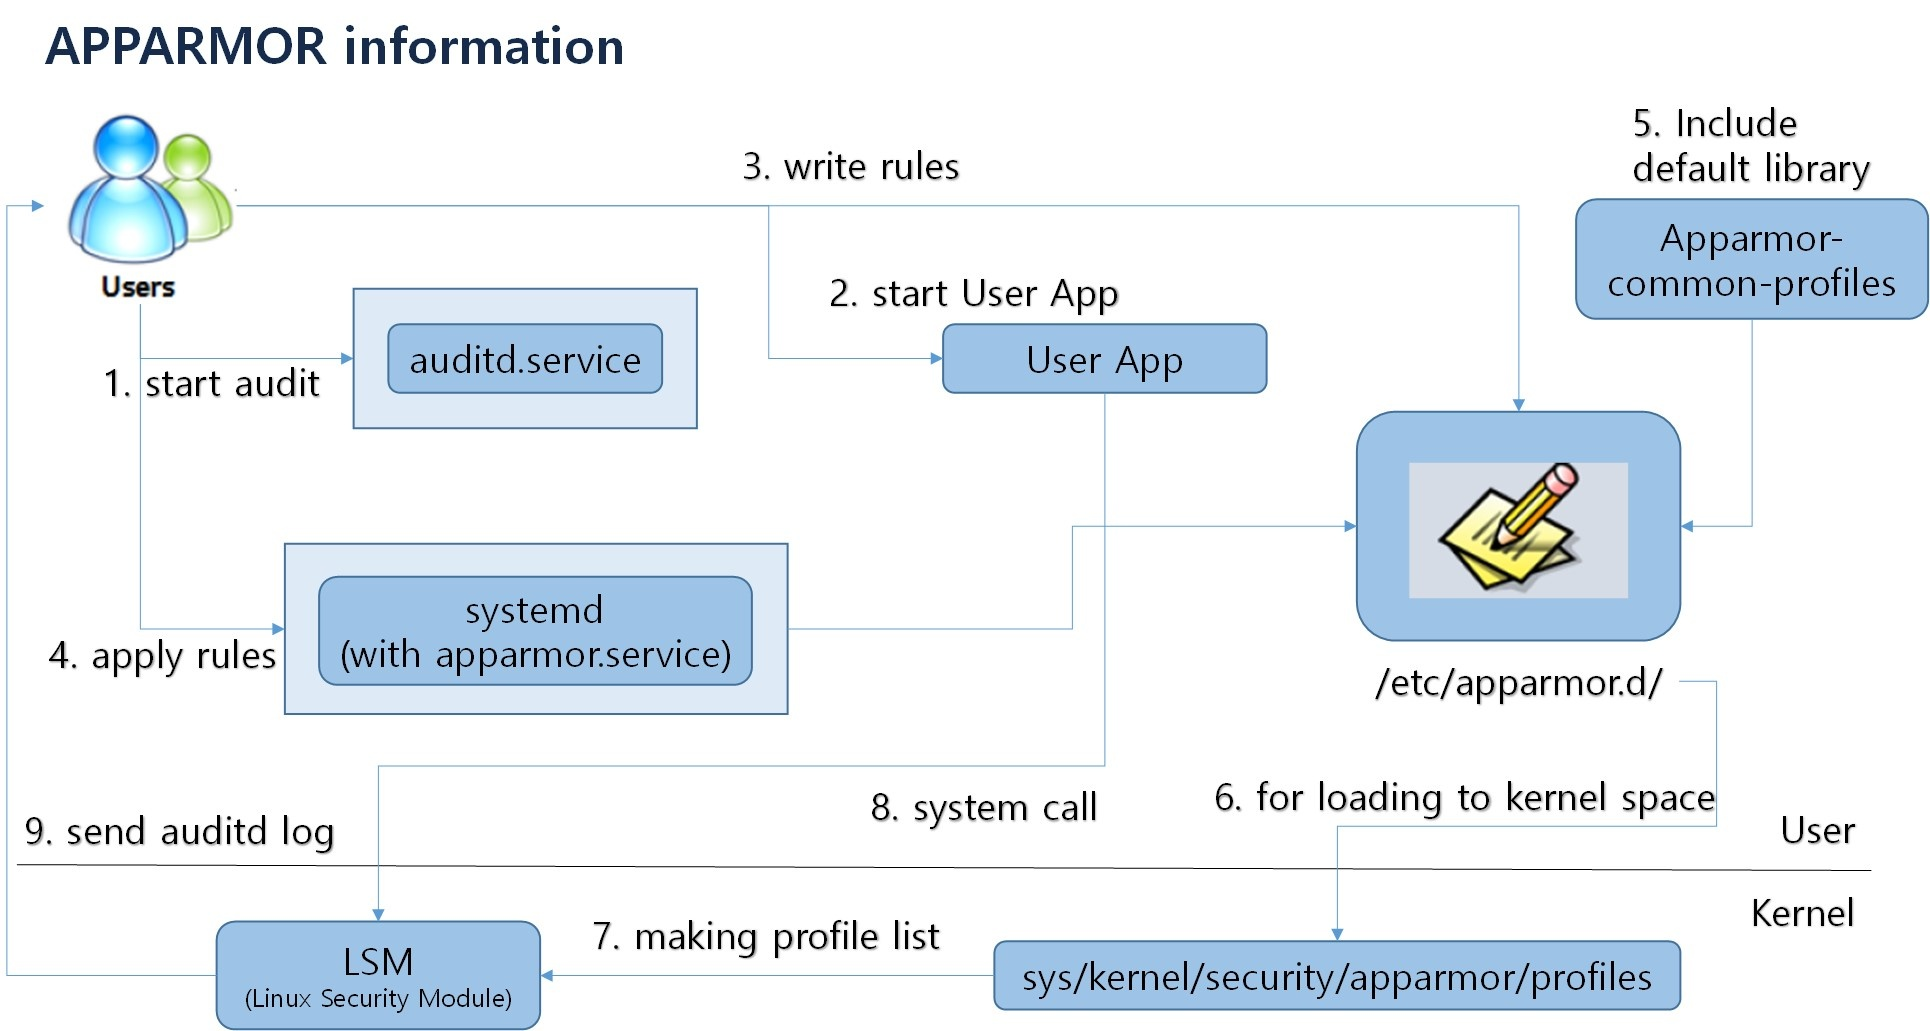 APPARMOR information
5. Include
default library
3. write rules
Apparmor-
common-profiles
Users
2. start User App
auditd.service
User App
1. start audit
systemd
(with apparmor.service)
4. apply rules
/etc/apparmor.d/
6. for loading to kernel space
8. system call
9. send auditd log
User
Kernel
7. making profile list
LSM
(Linux Security Module)
sys/kernel/security/apparmor/profiles